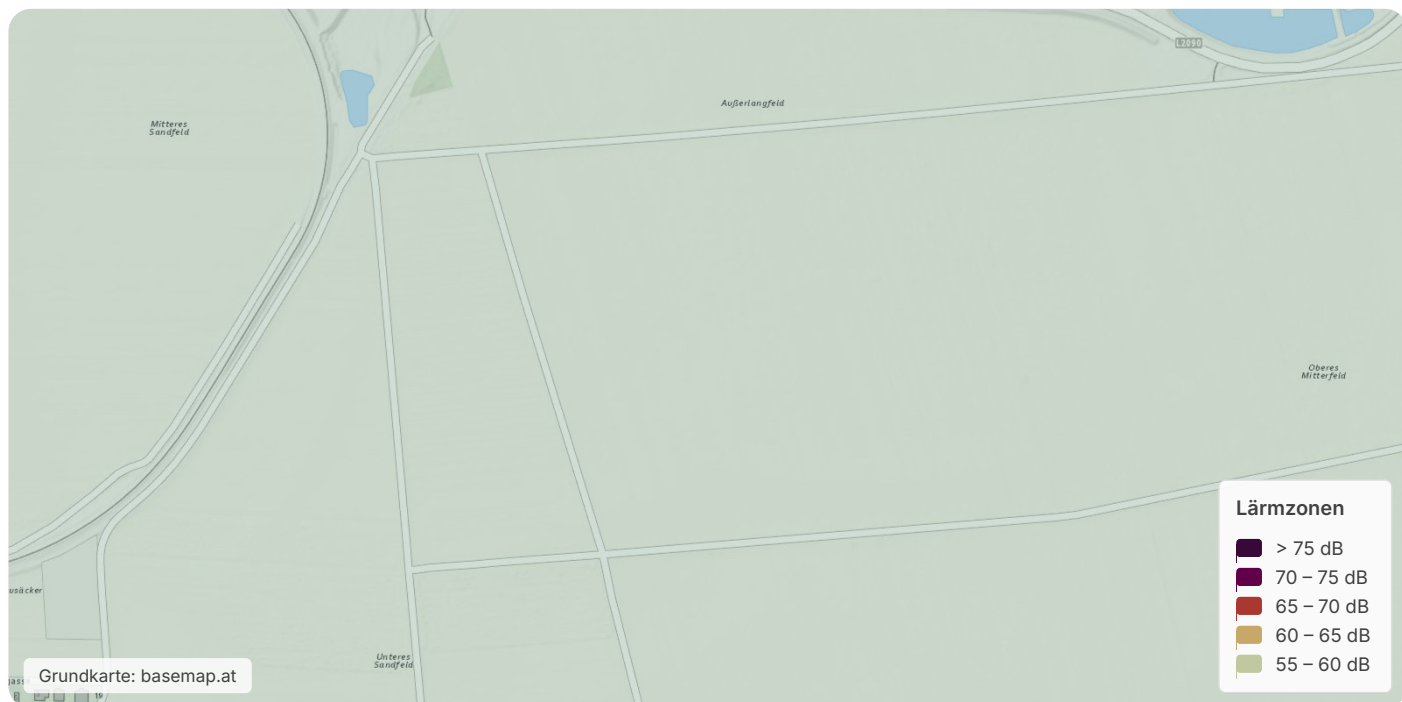 L2090
Außerlangfeld
Mitteres
Sandfeld
Oberes
Mitterfeld
Lärmzonen
> 75 dB
70 – 75 dB
65 – 70 dB
60 – 65 dB
55 – 60 dB
usäcker
Unteres
Sandfeld
Grundkarte: basemap.at